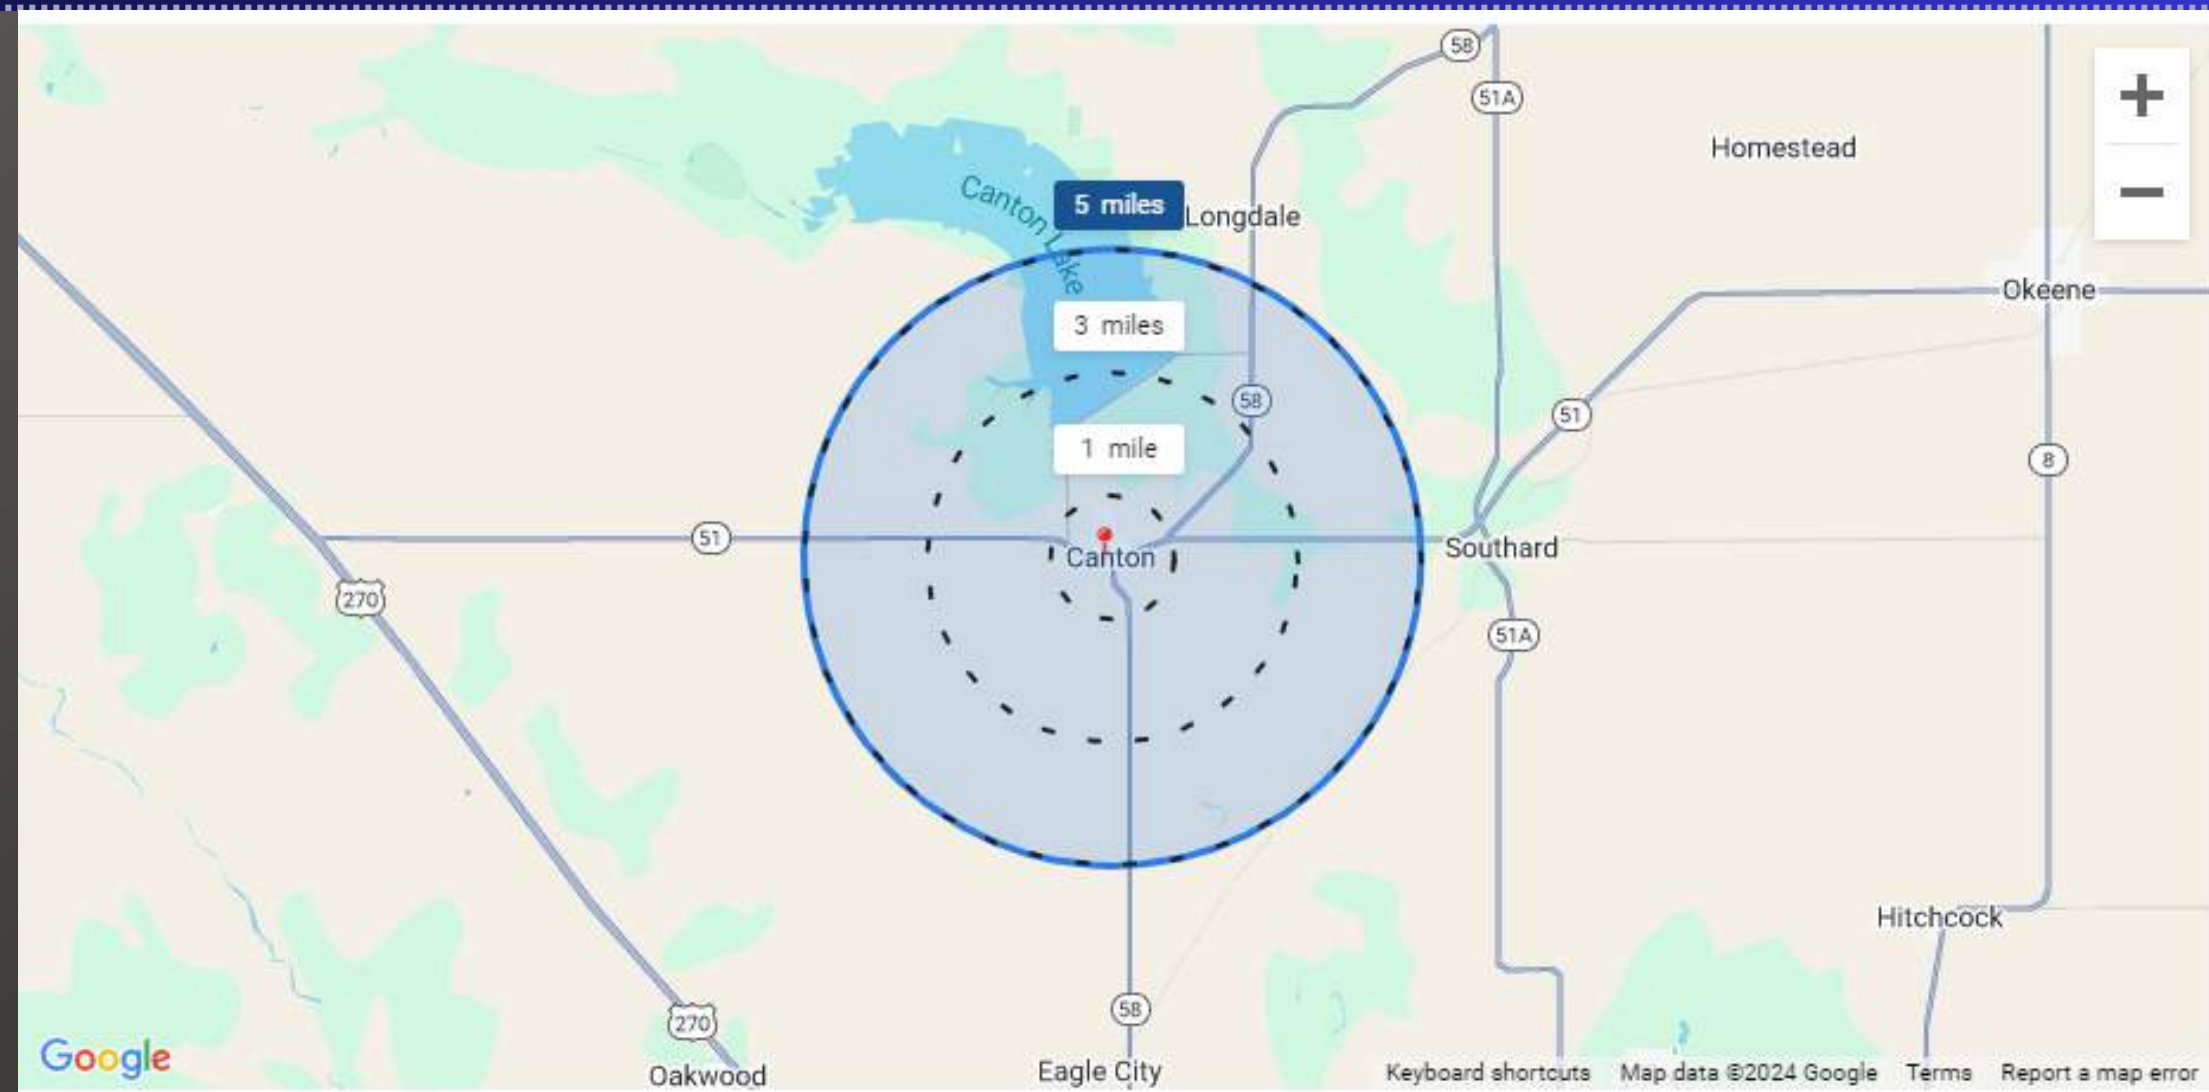 58
51A
Homestead
+
Canton Lake
5 miles
Longdale
−
Okeene
3 miles
58
51
1 mile
8
51
Canton
Southard
270
51A
Hitchcock
58
270
Google
Oakwood
Eagle City
Keyboard shortcuts Map data ©2024 Google Terms Report a map error